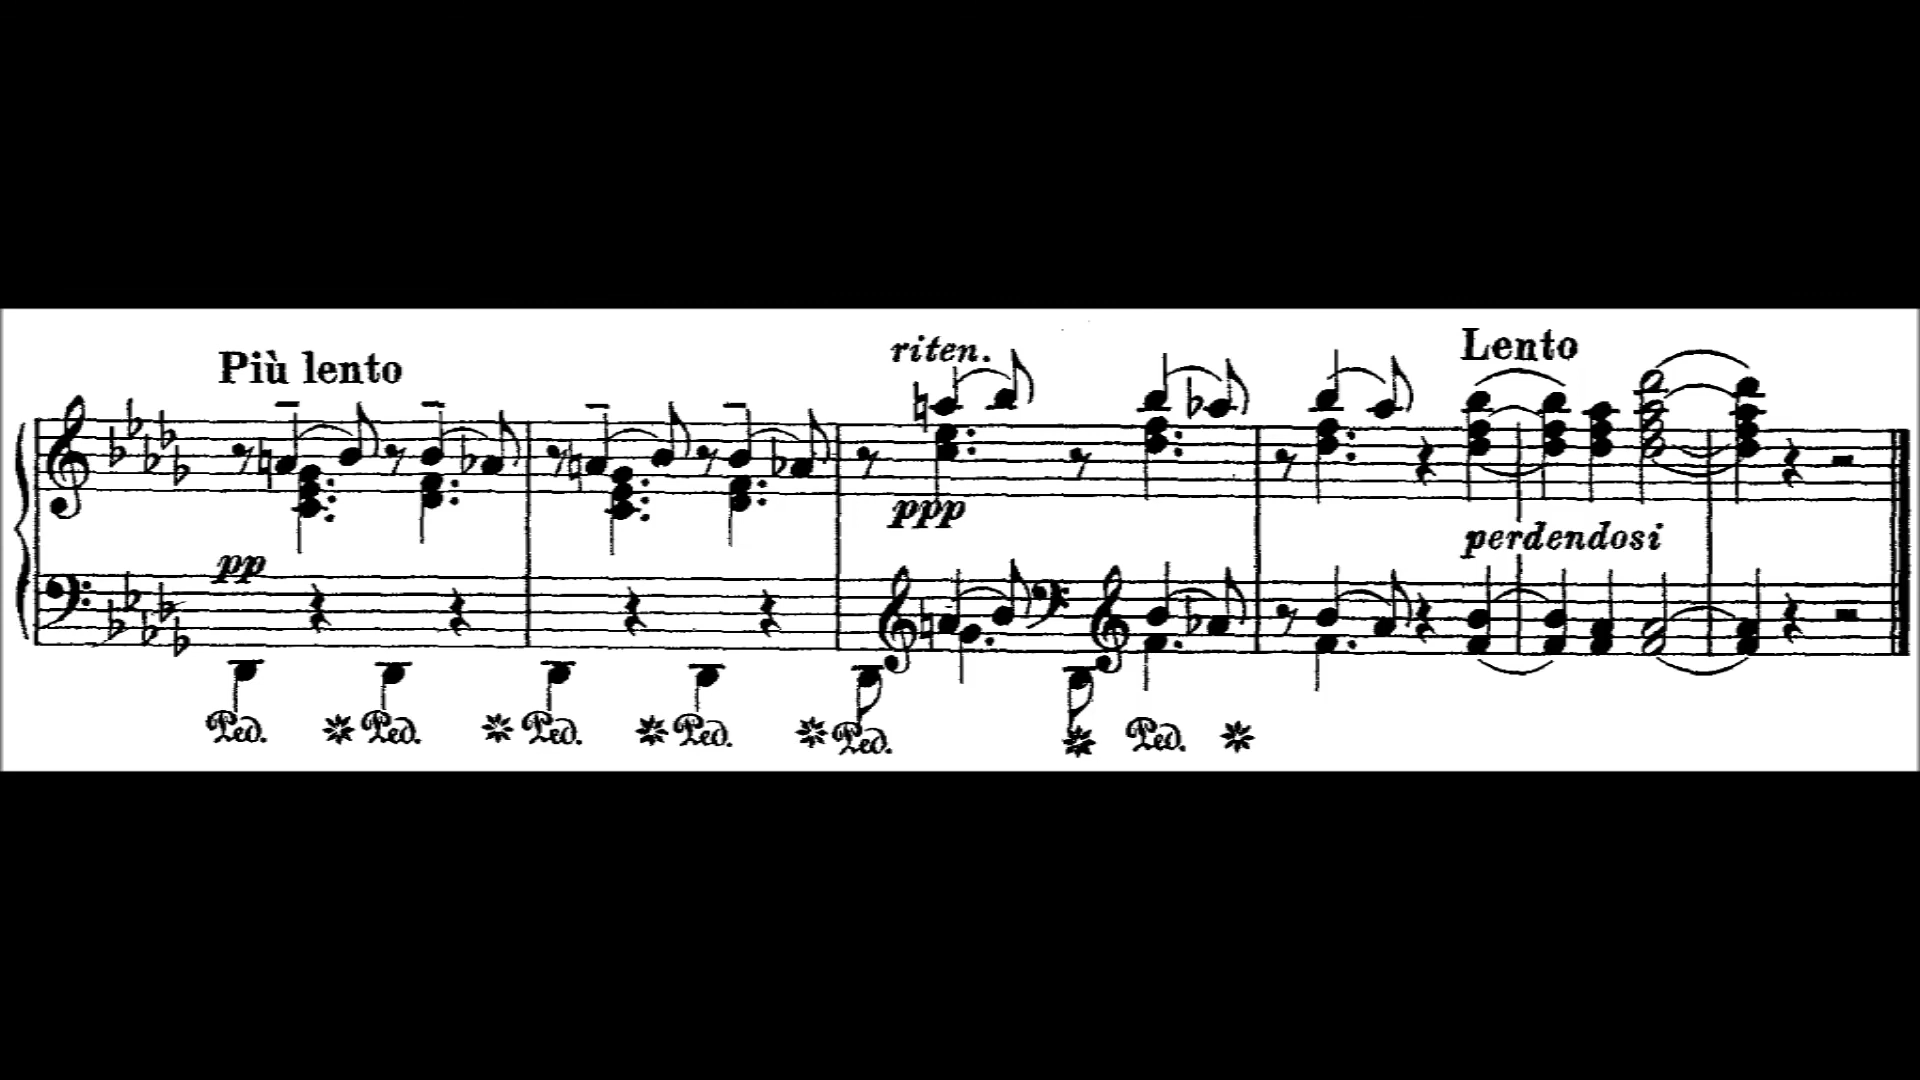 Più lento
riten.
Lento
ppp
perdendosi
pp
Ped. Ped. Ped. Ped. Ped. Ped.